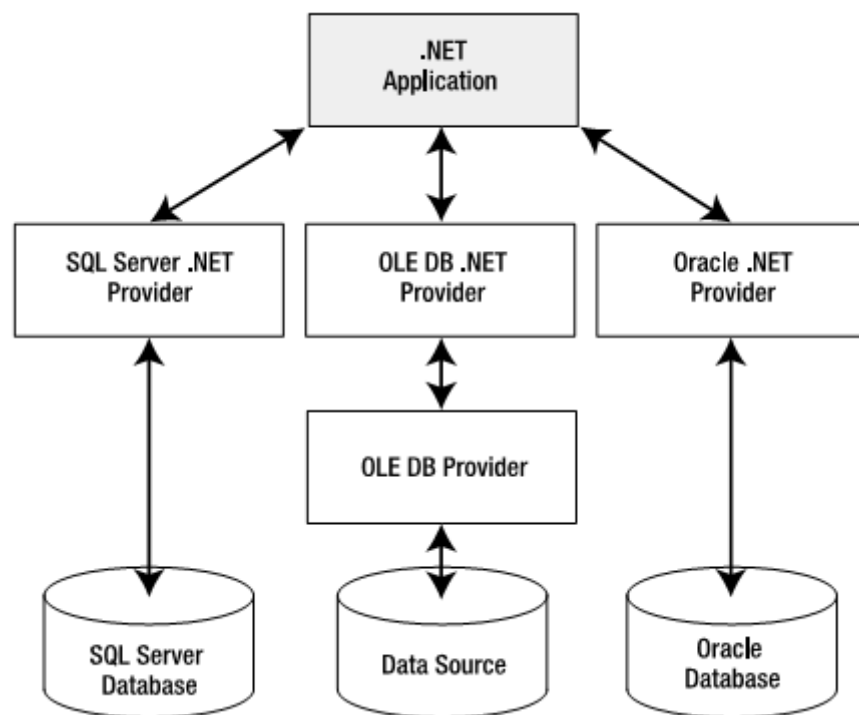 .NET
Application
SQL Server .NET
Provider
OLE DB .NET
Provider
Oracle .NET
Provider
OLE DB Provider
SQL Server
Database
Data Source
Oracle
Database